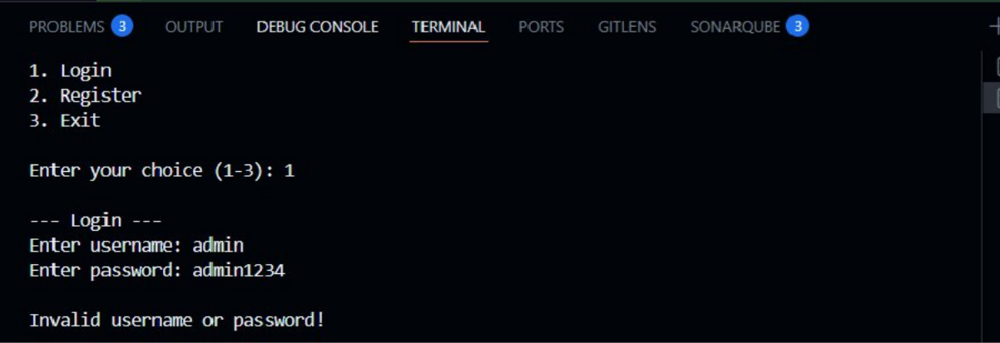 PROBLEMS 3 OUTPUT DEBUG CONSOLE TERMINAL PORTS GITLENS SONARQUBE 3
1. Login
2. Register
3. Exit
Enter your choice (1-3): 1
--- Login ---
Enter username: admin
Enter password: admin1234
Invalid username or password!